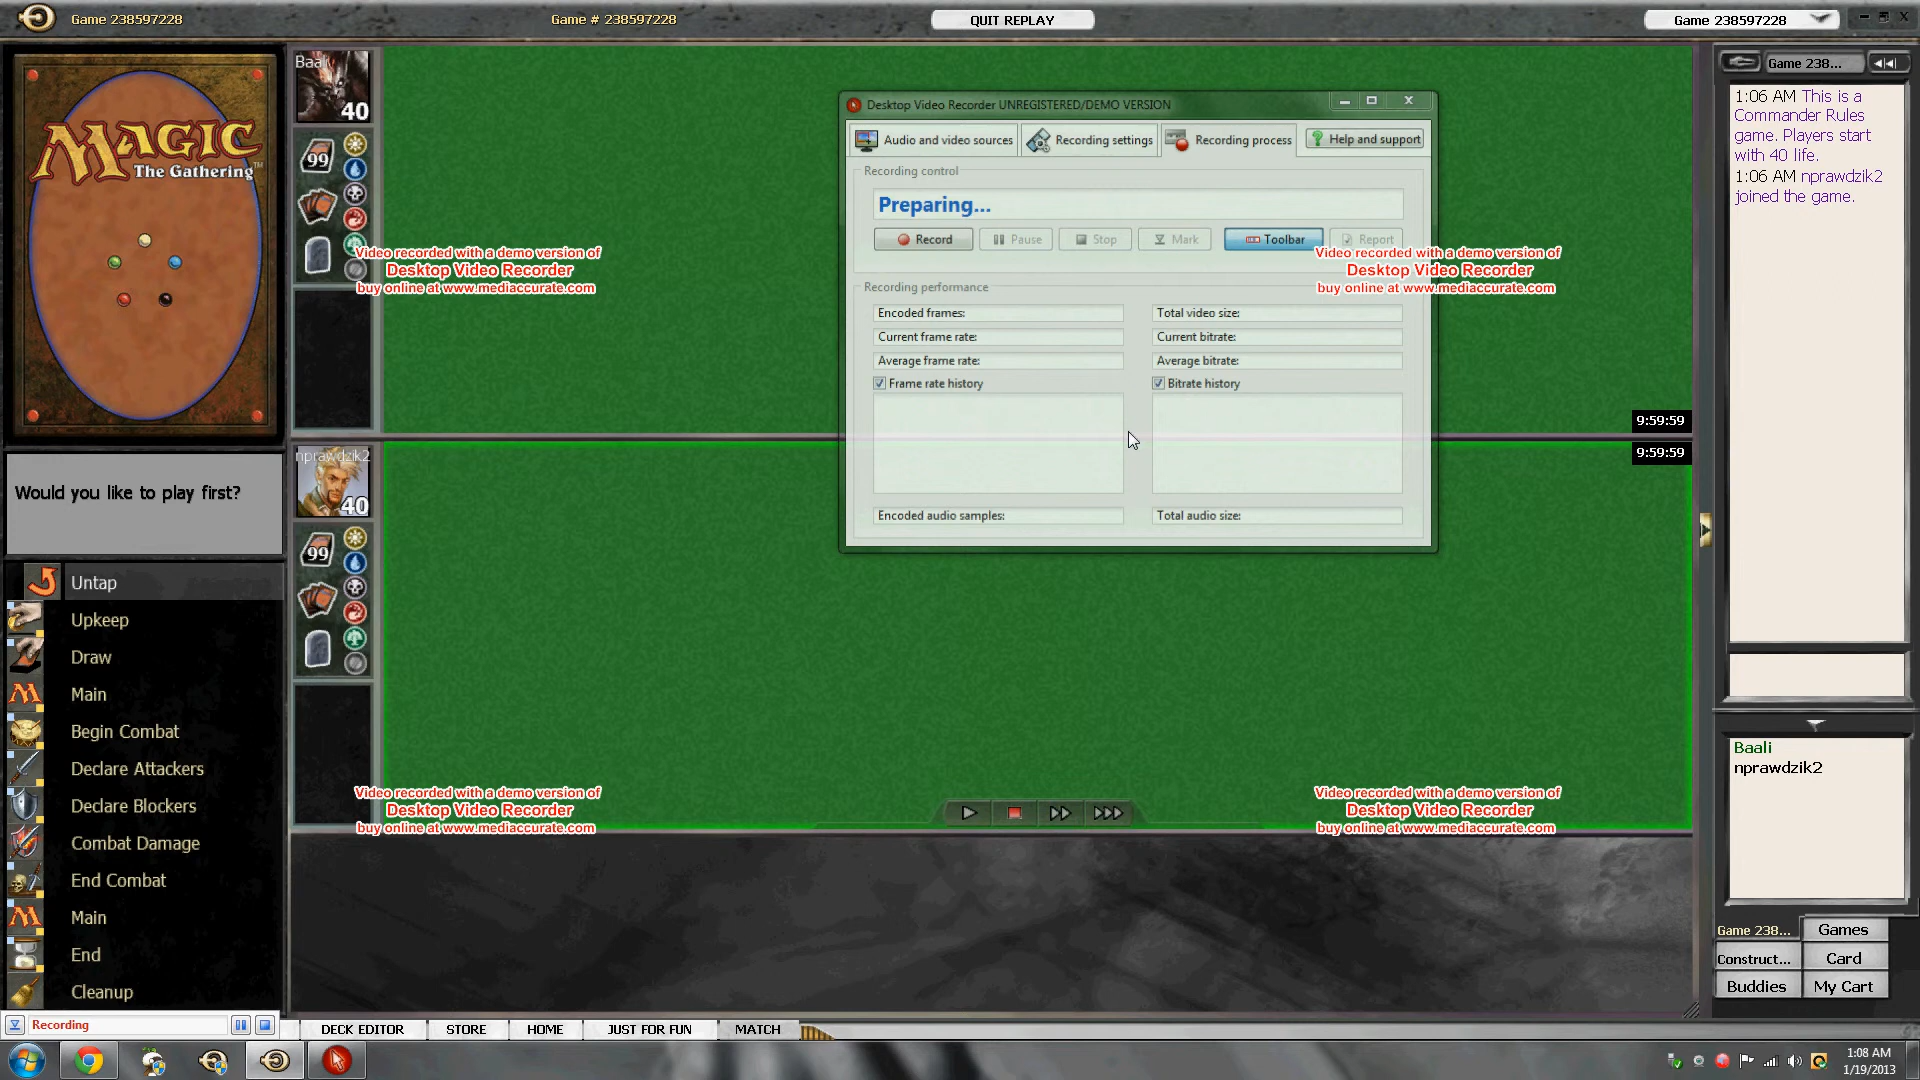 Game 238597228
Game # 238597228
QUIT REPLAY
Game 238597228
MAGIC
The Gathering™
Would you like to play first?
Untap
Upkeep
Draw
Main
Begin Combat
Declare Attackers
Declare Blockers
Combat Damage
End Combat
Main
End
Cleanup
Baali
40
99
9:59:59
nprawdzik2
40
99
9:59:59
Desktop Video Recorder UNREGISTERED/DEMO VERSION
Audio and video sources
Recording settings
Recording process
Help and support
Recording control
Preparing...
Record
Pause
Stop
Mark
Toolbar
Report
Recording performance
Encoded frames:
Total video size:
Current frame rate:
Current bitrate:
Average frame rate:
Average bitrate:
Frame rate history
Bitrate history
Encoded audio samples:
Total audio size:
Video recorded with a demo version of
Desktop Video Recorder
buy online at www.mediaccurate.com
Video recorded with a demo version of
Desktop Video Recorder
buy online at www.mediaccurate.com
Video recorded with a demo version of
Desktop Video Recorder
buy online at www.mediaccurate.com
Video recorded with a demo version of
Desktop Video Recorder
buy online at www.mediaccurate.com
Game 238...
1:06 AM This is a
Commander Rules
game. Players start
with 40 life.
1:06 AM nprawdzik2
joined the game.
Baali
nprawdzik2
Game 238...
Games
Construct...
Card
Buddies
My Cart
Recording
DECK EDITOR
STORE
HOME
JUST FOR FUN
MATCH
1:08 AM
1/19/2013